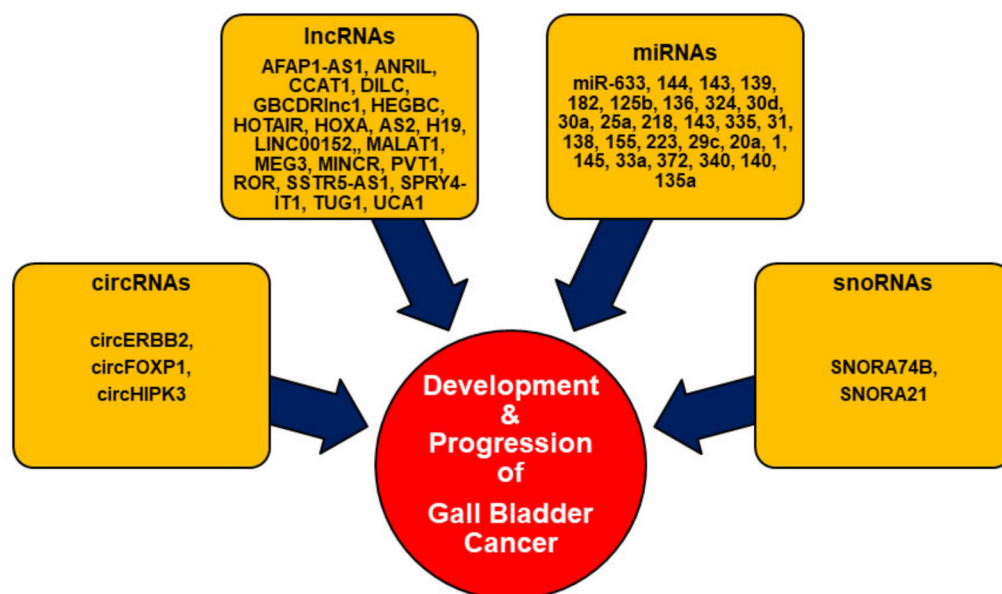 lncRNAs
AFAP1-AS1, ANRIL,
CCAT1, DILC,
GBCDRlnc1, HEGBC,
HOTAIR, HOXA, AS2, H19,
LINC00152,, MALAT1,
MEG3, MINCR, PVT1,
ROR, SSTR5-AS1, SPRY4-
IT1, TUG1, UCA1
miRNAs
miR-633, 144, 143, 139,
182, 125b, 136, 324, 30d,
30a, 25a, 218, 143, 335, 31,
138, 155, 223, 29c, 20a, 1,
145, 33a, 372, 340, 140,
135a
circRNAs
circERBB2,
circFOXP1,
circHIPK3
snoRNAs
SNORA74B,
SNORA21
Development
&
Progression
of
Gall Bladder
Cancer